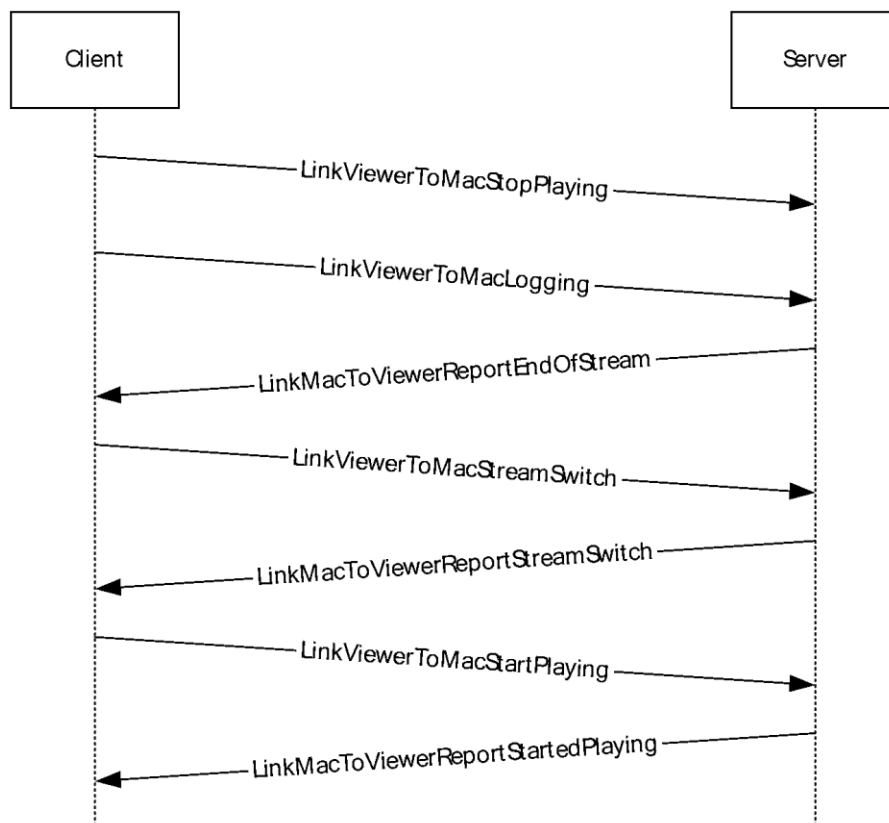 Client
Server
LinkViewerToMacStopPlaying
LinkViewerToMacLogging
LinkMacToViewerReportEndOfStream
LinkViewerToMacStreamSwitch
LinkMacToViewerReportStreamSwitch
LinkViewerToMacStartPlaying
LinkMacToViewerReportStartedPlaying